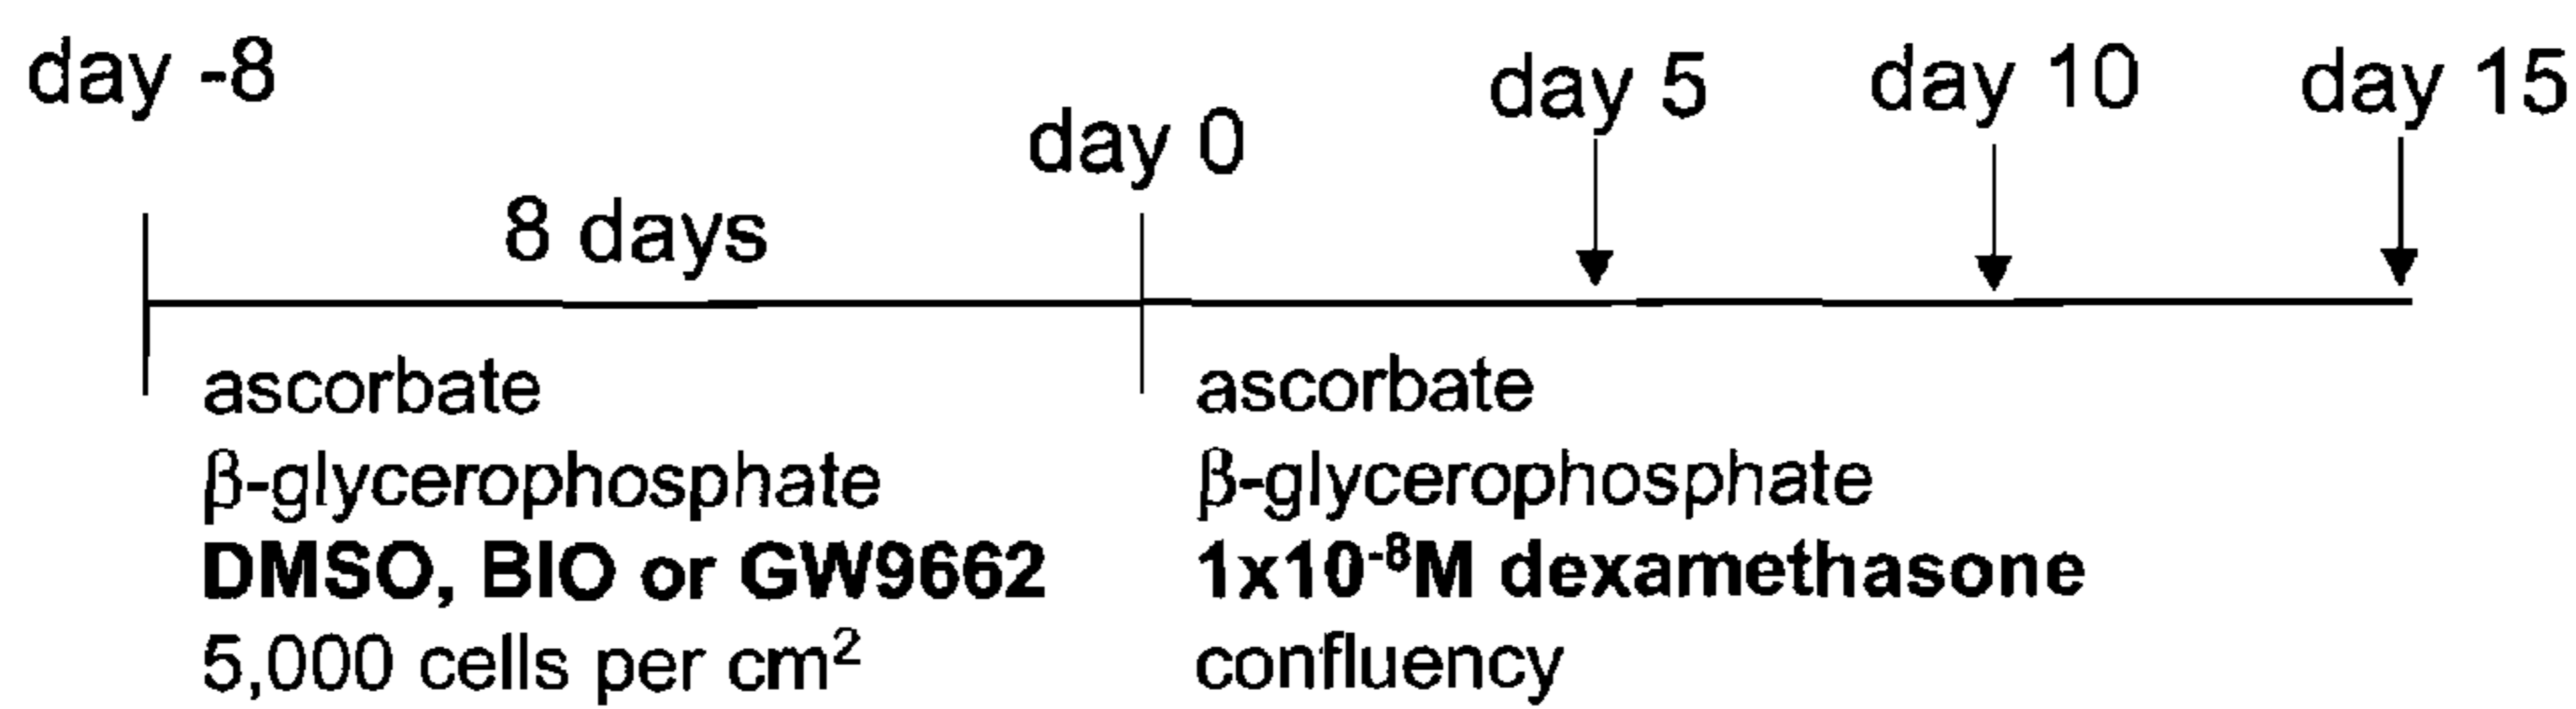 day -8
day 0
day 5
day 10
day 15
8 days
ascorbate
β-glycerophosphate
DMSO, BIO or GW9662
5,000 cells per cm²
ascorbate
β-glycerophosphate
1x10⁻⁸M dexamethasone
confluency